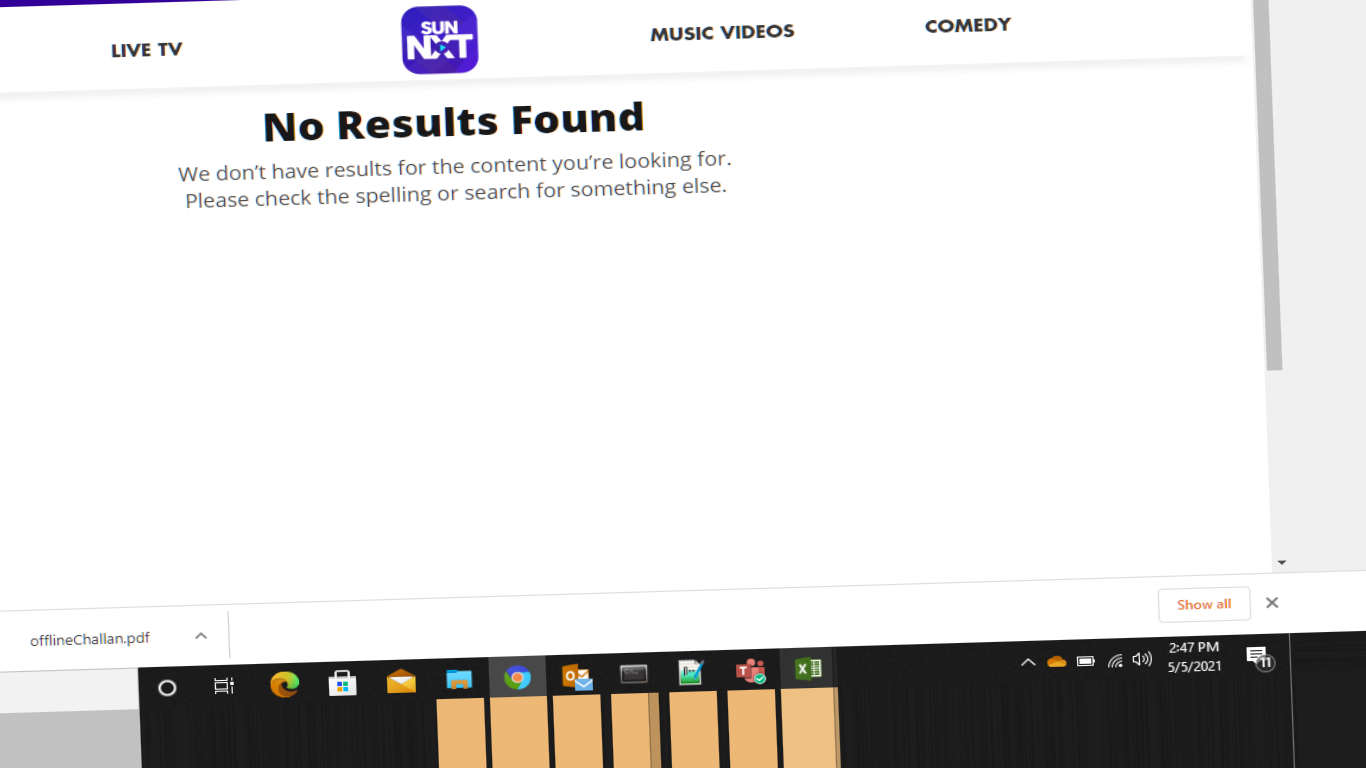 LIVE TV
SUN
NXT
MUSIC VIDEOS
COMEDY
No Results Found
We don’t have results for the content you’re looking for.
Please check the spelling or search for something else.
offlineChallan.pdf
Show all
2:47 PM
5/5/2021
11